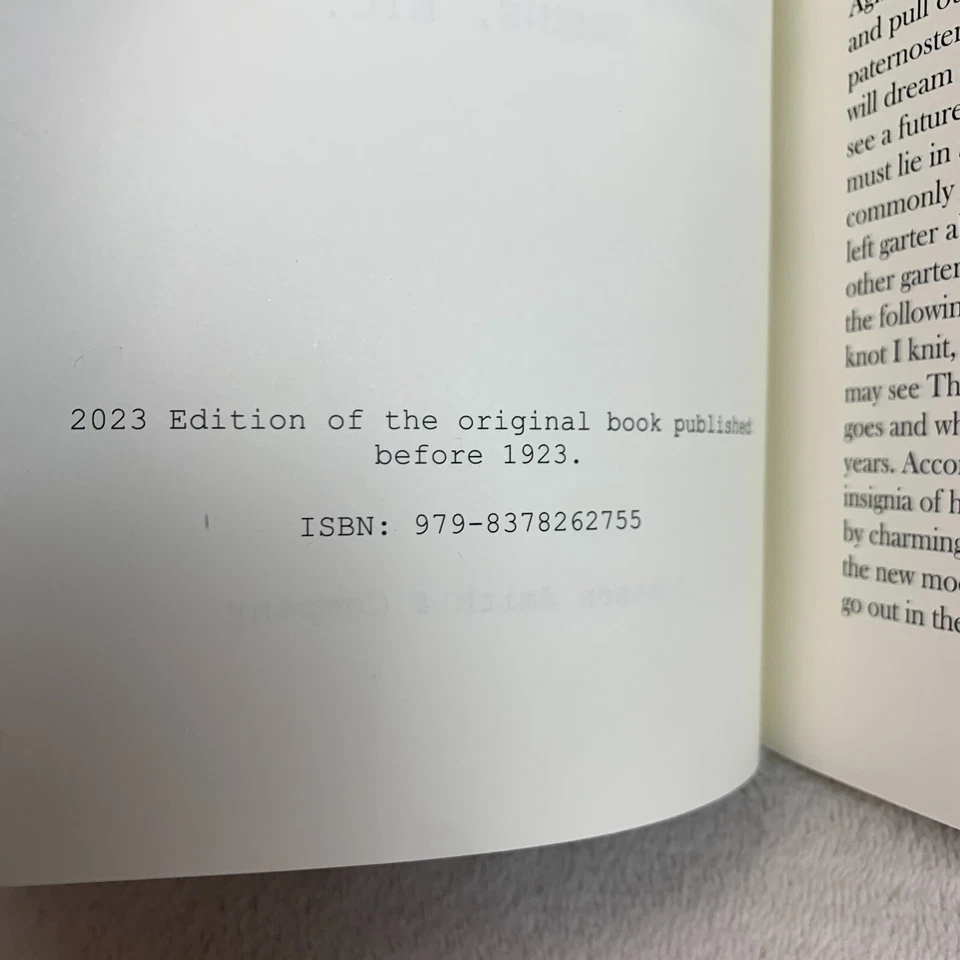 2023 Edition of the original book published
before 1923.
ISBN: 979-8378262755
and pull
paternoster
will dream
see a future
must lie in
commonly
left garter a
other garter
the followin
knot I knit,
may see Th
goes and wh
years. Acco
insignia of h
by charming
the new mo
go out in the